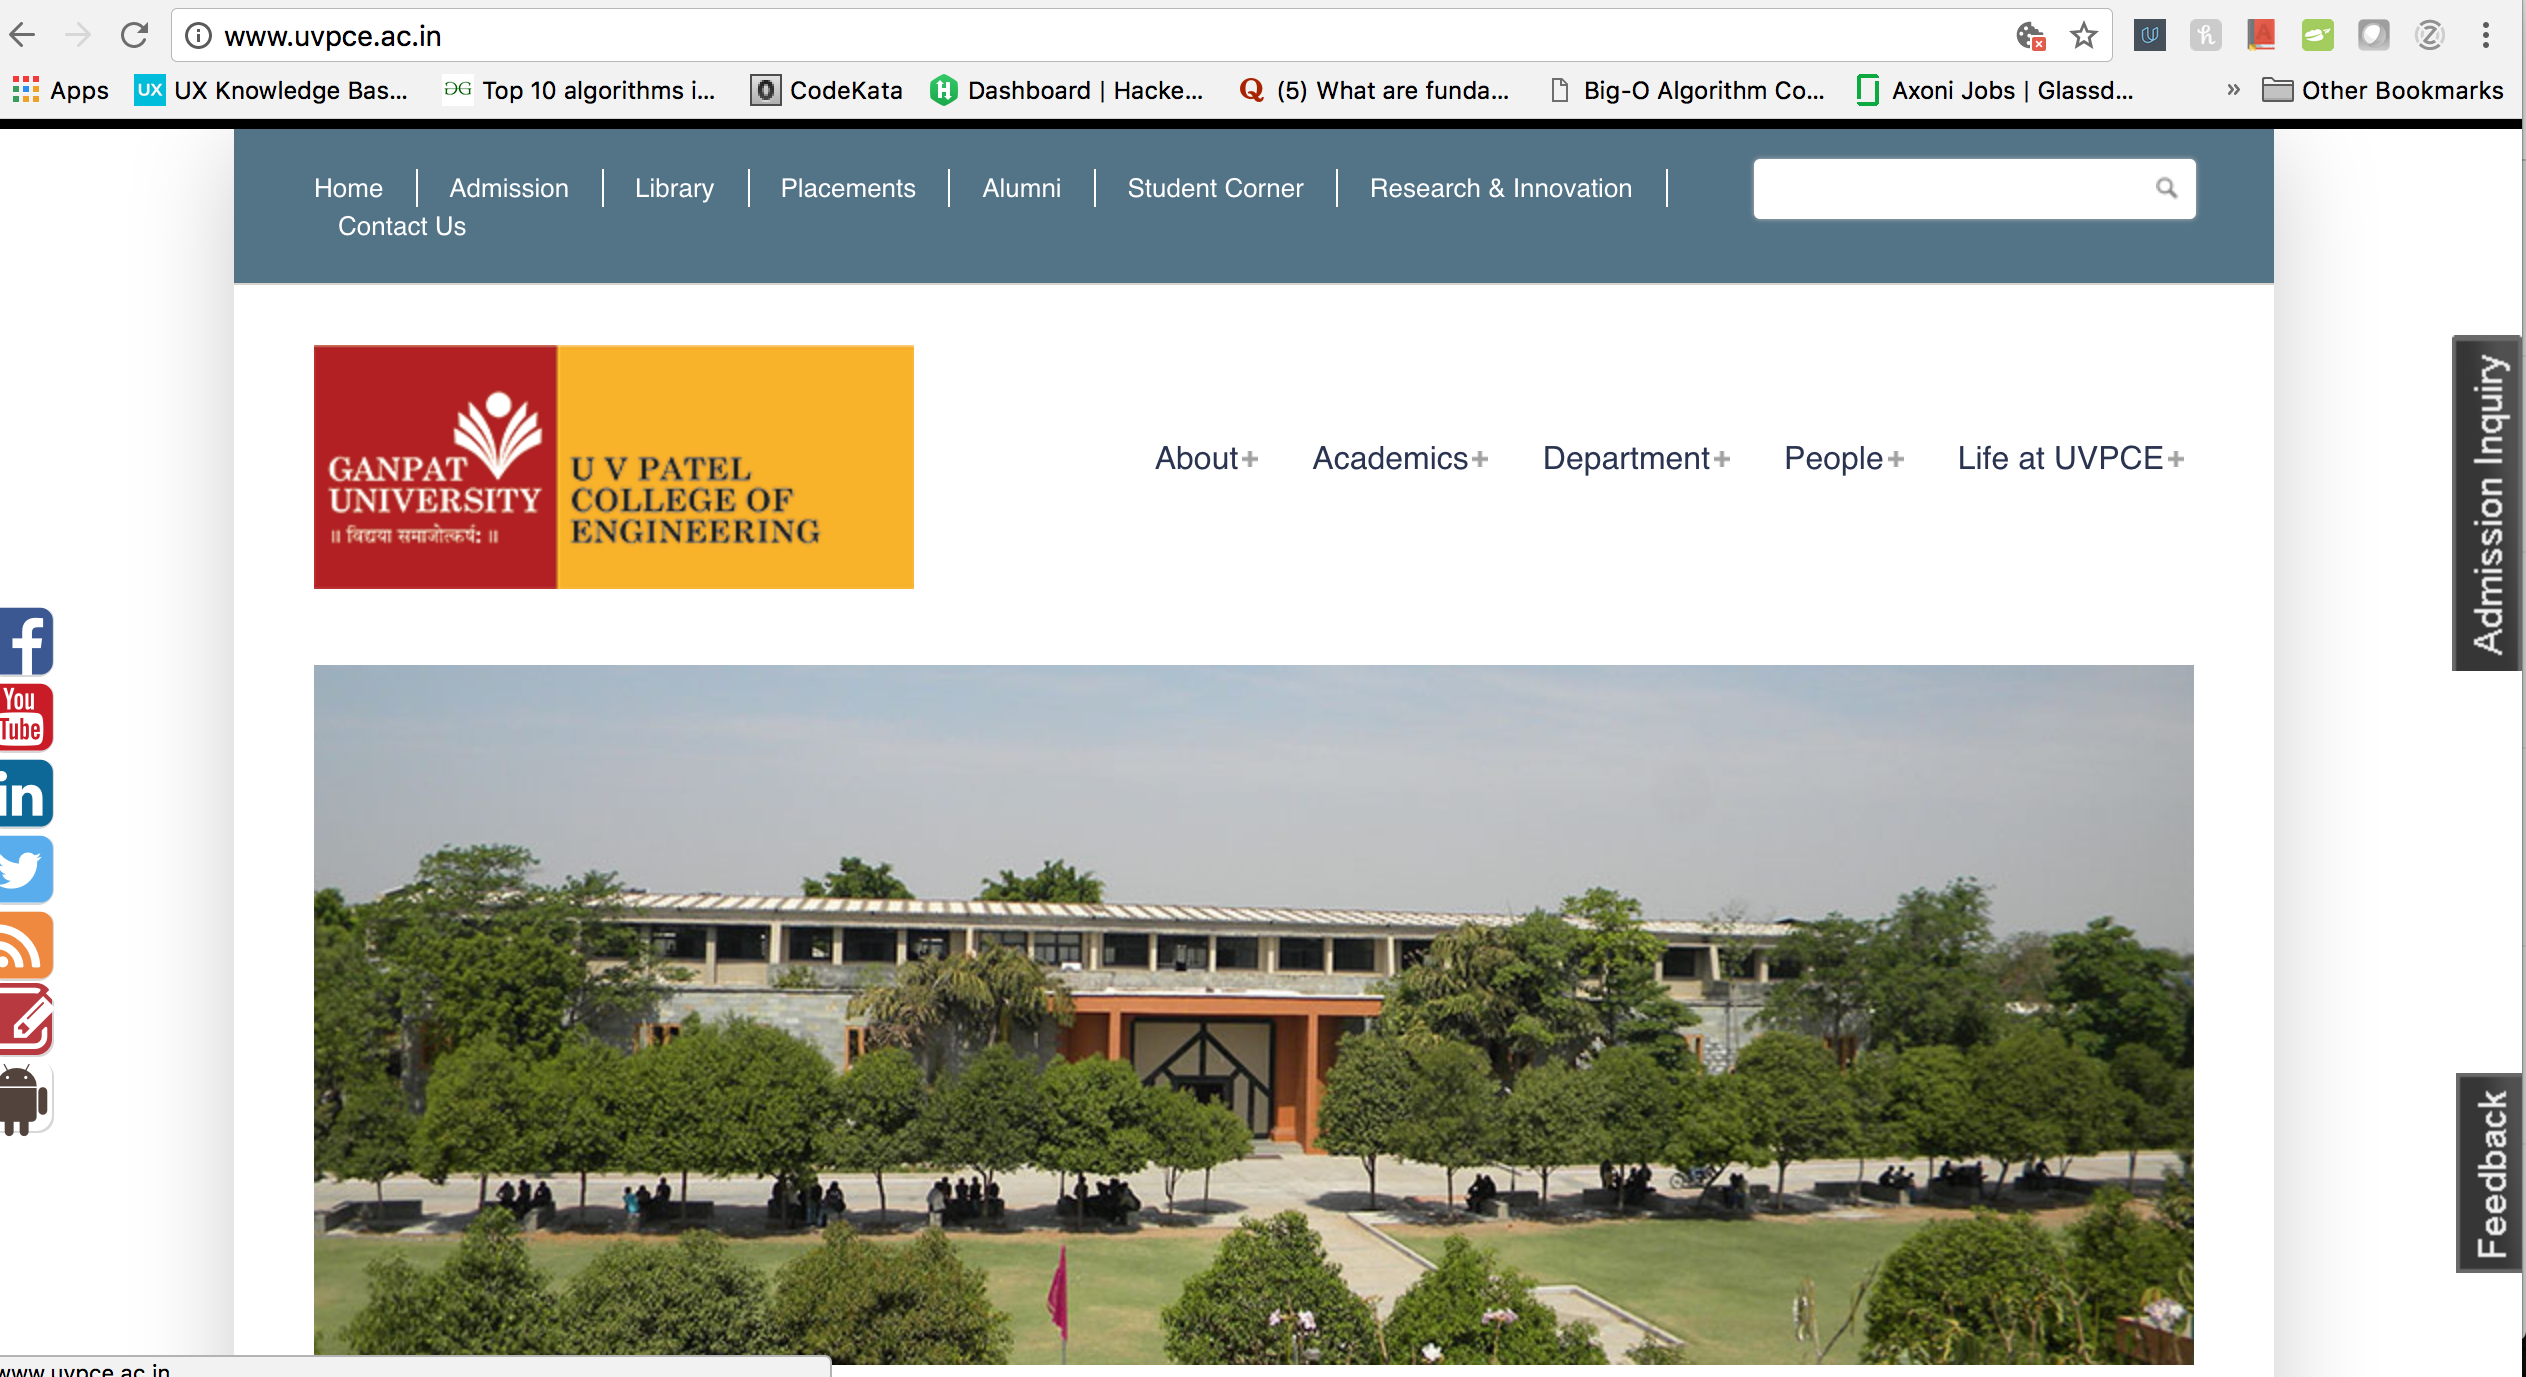 www.uvpce.ac.in
Apps UX UX Knowledge Bas... Top 10 algorithms i... CodeKata Dashboard | Hacke... (5) What are funda... Big-O Algorithm Co... Axoni Jobs | Glassd... » Other Bookmarks
Home Admission Library Placements Alumni Student Corner Research & Innovation
Contact Us
GANPAT
UNIVERSITY
॥ विद्यया समाजोत्कर्षः ॥
U V PATEL
COLLEGE OF
ENGINEERING
About+ Academics+ Department+ People+ Life at UVPCE+
Admission Inquiry
You
Tube
in
Feedback
www.uvpce.ac.in